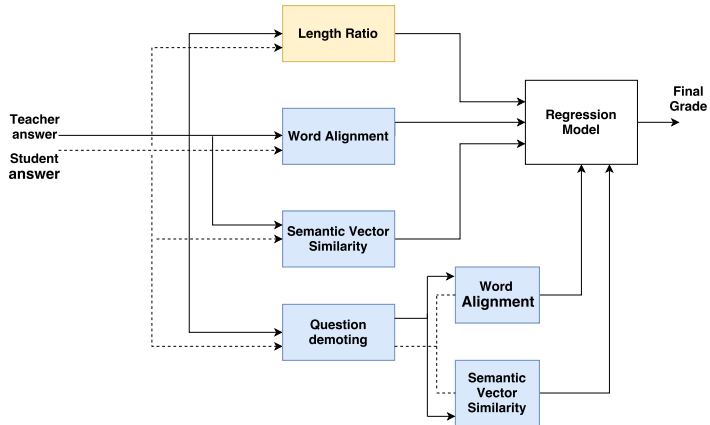 Length Ratio
Teacher
answer
Student
answer
Word Alignment
Semantic Vector
Similarity
Question
demoting
Word
Alignment
Semantic
Vector
Similarity
Regression
Model
Final
Grade